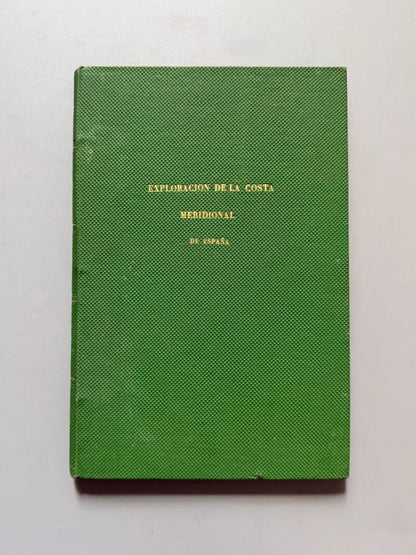 EXPLORACION DE LA COSTA
MERIDIONAL
DE ESPAÑA